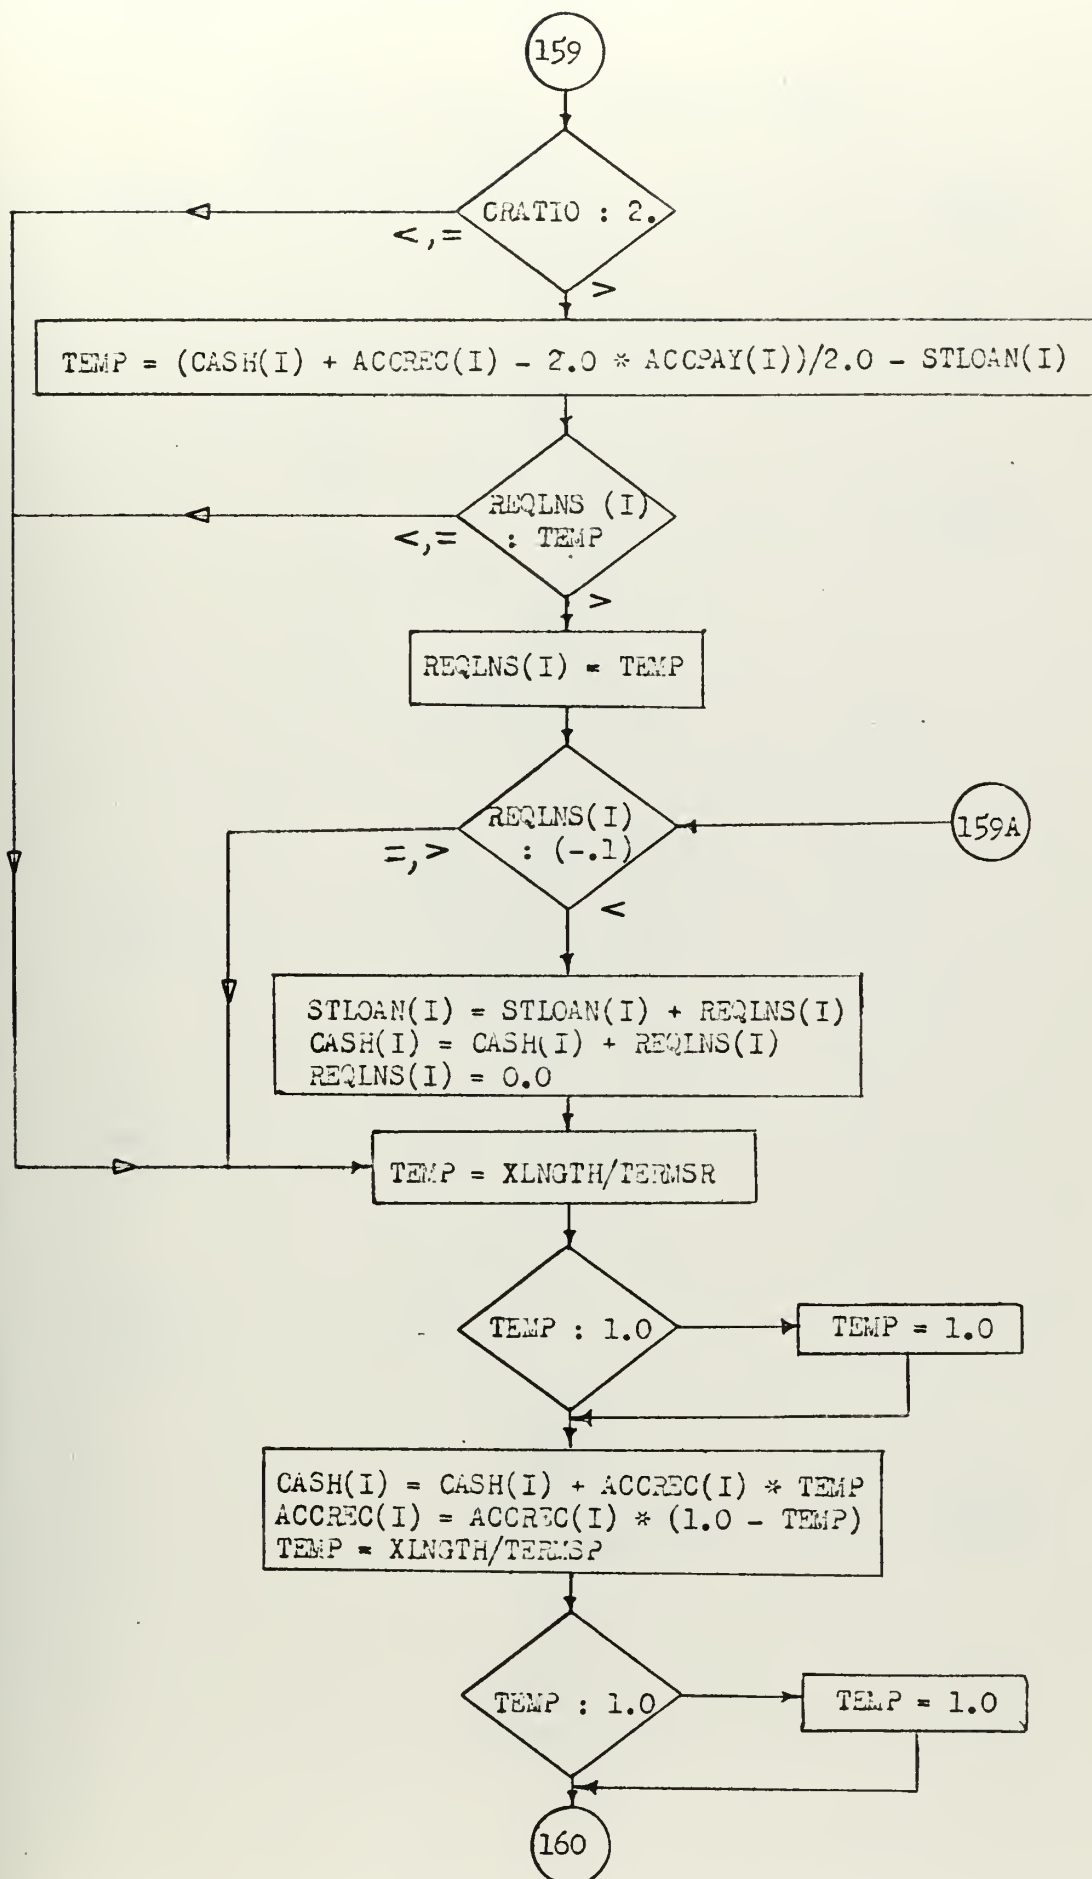 159
CRATIO : 2.
<,=
>
TEMP = (CASH(I) + ACCREC(I) - 2.0 * ACCPAY(I))/2.0 - STLOAN(I)
REQLNS (I)
: TEMP
<,=
>
REQLNS(I) = TEMP
REQLNS(I)
: (-.1)
=,>
<
159A
STLOAN(I) = STLOAN(I) + REQLNS(I)
CASH(I) = CASH(I) + REQLNS(I)
REQLNS(I) = 0.0
TEMP = XLNGTH/TERMSR
TEMP : 1.0
TEMP = 1.0
CASH(I) = CASH(I) + ACCREC(I) * TEMP
ACCREC(I) = ACCREC(I) * (1.0 - TEMP)
TEMP = XLNGTH/TERMSP
TEMP : 1.0
TEMP = 1.0
160